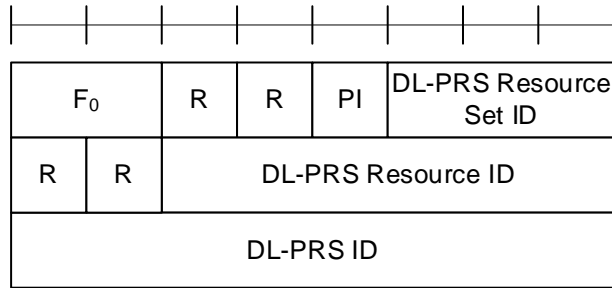 F₀ R R PI DL-PRS Resource Set ID
R R DL-PRS Resource ID
DL-PRS ID